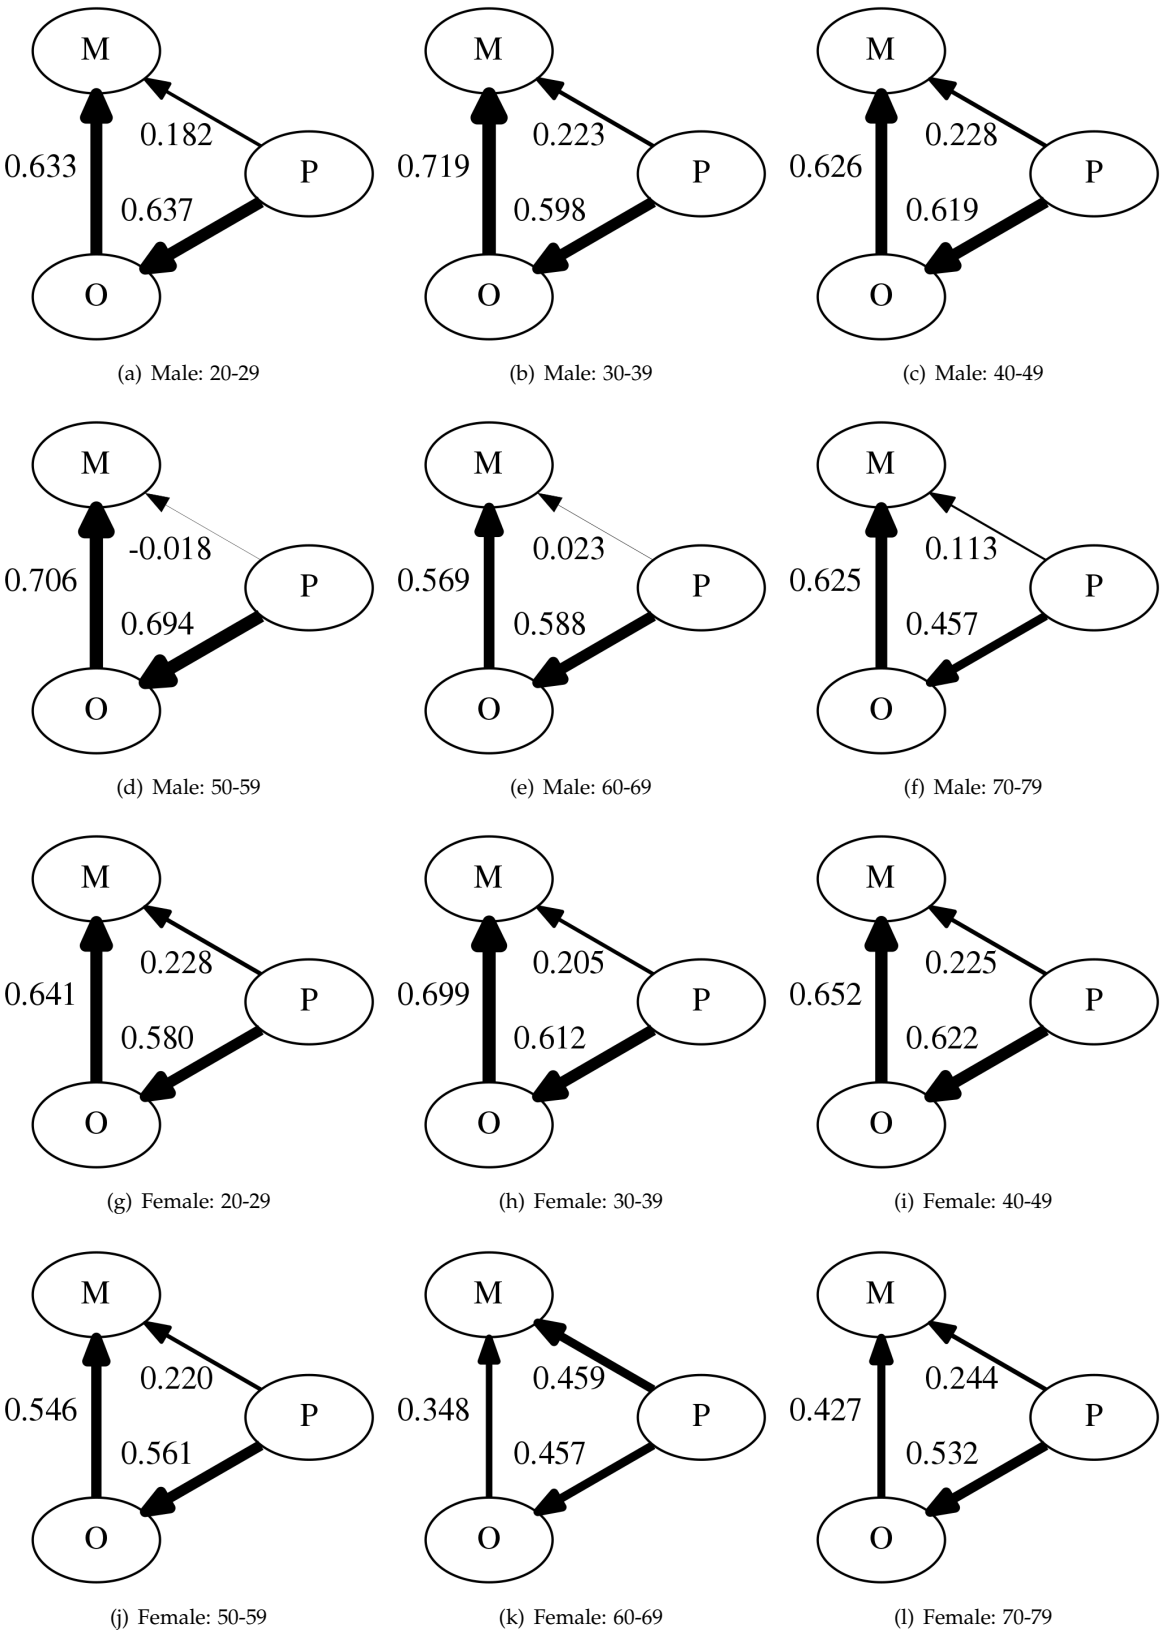 M M M
0.182 0.223 0.228
0.633 P 0.719 P 0.626 P
0.637 0.598 0.619
O O O
(a) Male: 20-29 (b) Male: 30-39 (c) Male: 40-49
M M M
-0.018 0.023 0.113
0.706 P 0.569 P 0.625 P
0.694 0.588 0.457
O O O
(d) Male: 50-59 (e) Male: 60-69 (f) Male: 70-79
M M M
0.228 0.205 0.225
0.641 P 0.699 P 0.652 P
0.580 0.612 0.622
O O O
(g) Female: 20-29 (h) Female: 30-39 (i) Female: 40-49
M M M
0.220 0.459 0.244
0.546 P 0.348 P 0.427 P
0.561 0.457 0.532
O O O
(j) Female: 50-59 (k) Female: 60-69 (l) Female: 70-79